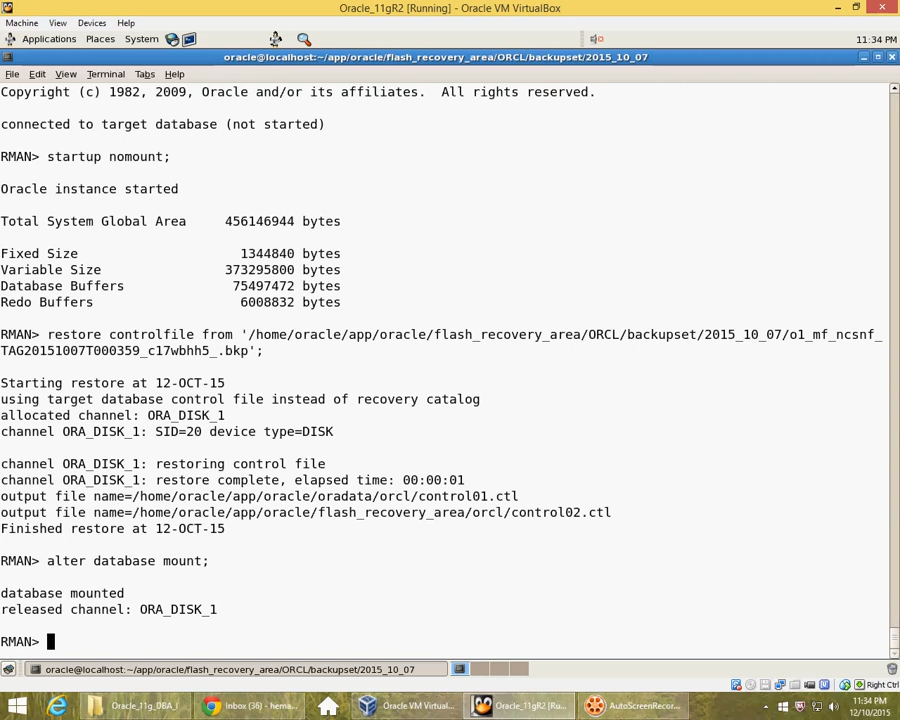 Oracle_11gR2 [Running] - Oracle VM VirtualBox
Machine View Devices Help
Applications Places System 11:34 PM
oracle@localhost:~/app/oracle/flash_recovery_area/ORCL/backupset/2015_10_07
File Edit View Terminal Tabs Help
Copyright (c) 1982, 2009, Oracle and/or its affiliates.  All rights reserved.
connected to target database (not started)
RMAN> startup nomount;
Oracle instance started
Total System Global Area     456146944 bytes
Fixed Size                     1344840 bytes
Variable Size                373295800 bytes
Database Buffers              75497472 bytes
Redo Buffers                   6008832 bytes
RMAN> restore controlfile from '/home/oracle/app/oracle/flash_recovery_area/ORCL/backupset/2015_10_07/o1_mf_ncsnf_
TAG20151007T000359_c17wbhh5_.bkp';
Starting restore at 12-OCT-15
using target database control file instead of recovery catalog
allocated channel: ORA_DISK_1
channel ORA_DISK_1: SID=20 device type=DISK
channel ORA_DISK_1: restoring control file
channel ORA_DISK_1: restore complete, elapsed time: 00:00:01
output file name=/home/oracle/app/oracle/oradata/orcl/control01.ctl
output file name=/home/oracle/app/oracle/flash_recovery_area/orcl/control02.ctl
Finished restore at 12-OCT-15
RMAN> alter database mount;
database mounted
released channel: ORA_DISK_1
RMAN>
oracle@localhost:~/app/oracle/flash_recovery_area/ORCL/backupset/2015_10_07
Right Ctrl
Oracle_11g_DBA_I Inbox (36) - hema... Oracle VM Virtual... Oracle_11gR2 [Ru... AutoScreenRecor... 11:34 PM
12/10/2015